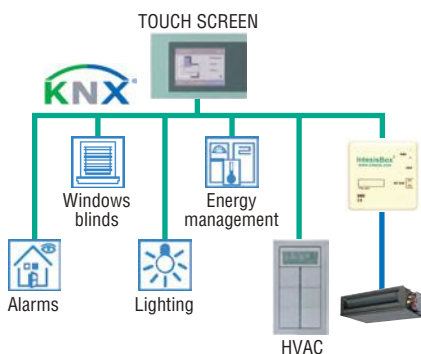 TOUCH SCREEN
KNX
IntesisBox
Windows
blinds
Energy
management
Alarms
Lighting
HVAC